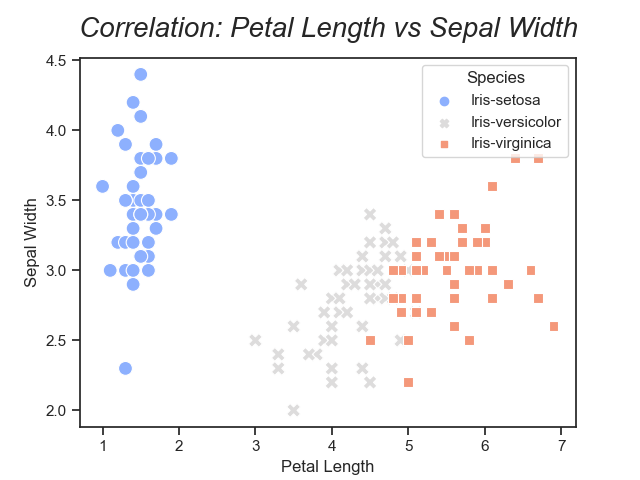 Correlation: Petal Length vs Sepal Width
4.5
4.0
3.5
3.0
2.5
2.0
Sepal Width
Species
Iris-setosa
Iris-versicolor
Iris-virginica
1 2 3 4 5 6 7
Petal Length